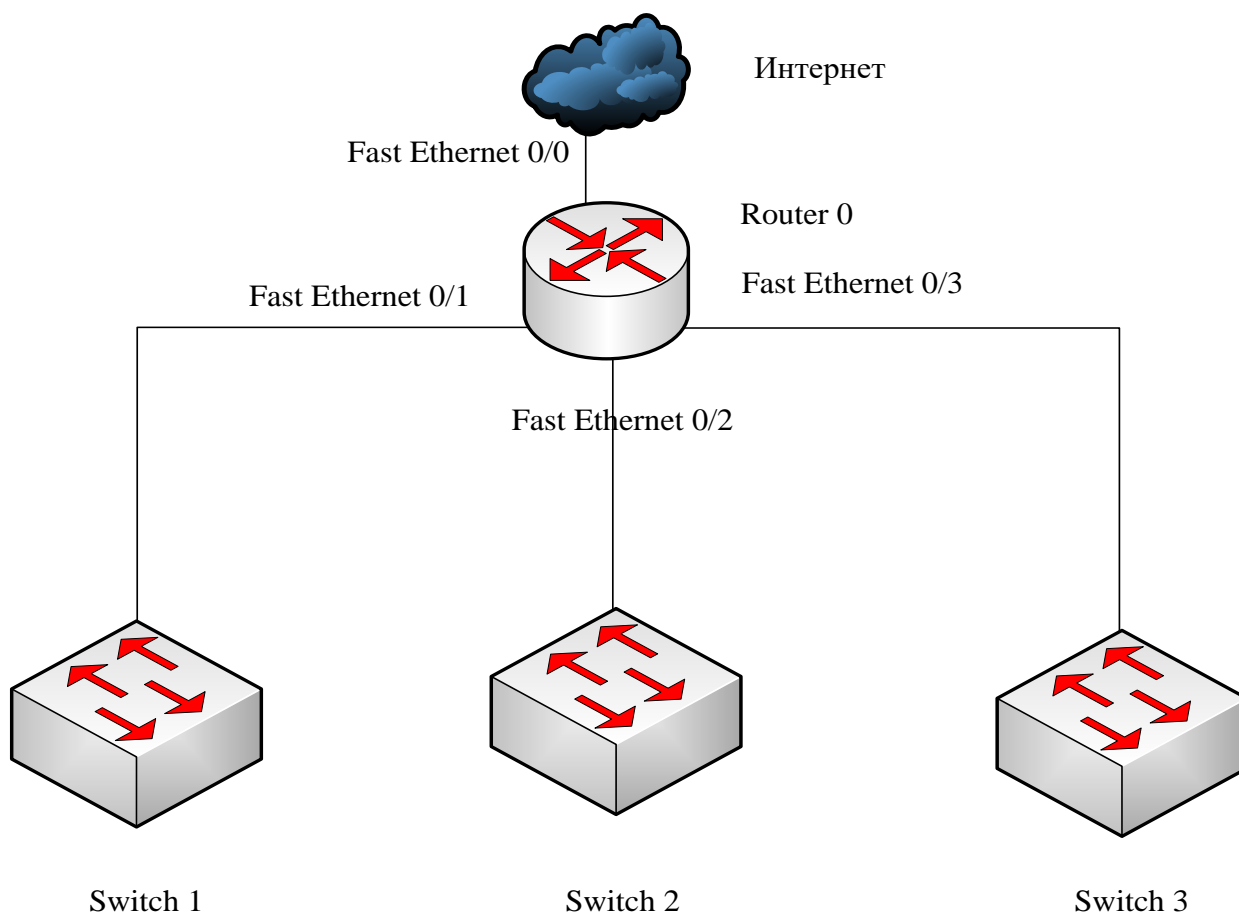 Интернет
Fast Ethernet 0/0
Router 0
Fast Ethernet 0/1
Fast Ethernet 0/3
Fast Ethernet 0/2
Switch 1
Switch 2
Switch 3